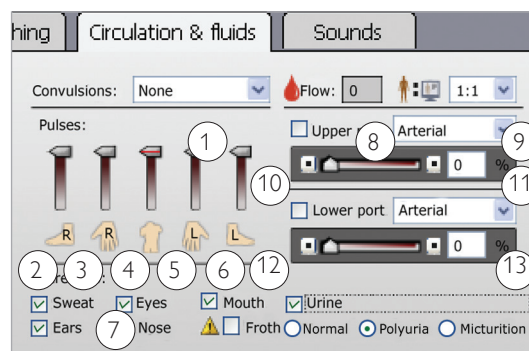 hing Circulation & fluids Sounds
Convulsions: None Flow: 0 1:1
Pulses:
1 Upper 8 Arterial 9
0 % 11
10
R R L L Lower port Arterial
2 3 4 5 6 12 0 % 13
Sweat Eyes Mouth Urine
Ears 7 Nose Froth Normal Polyuria Micturition